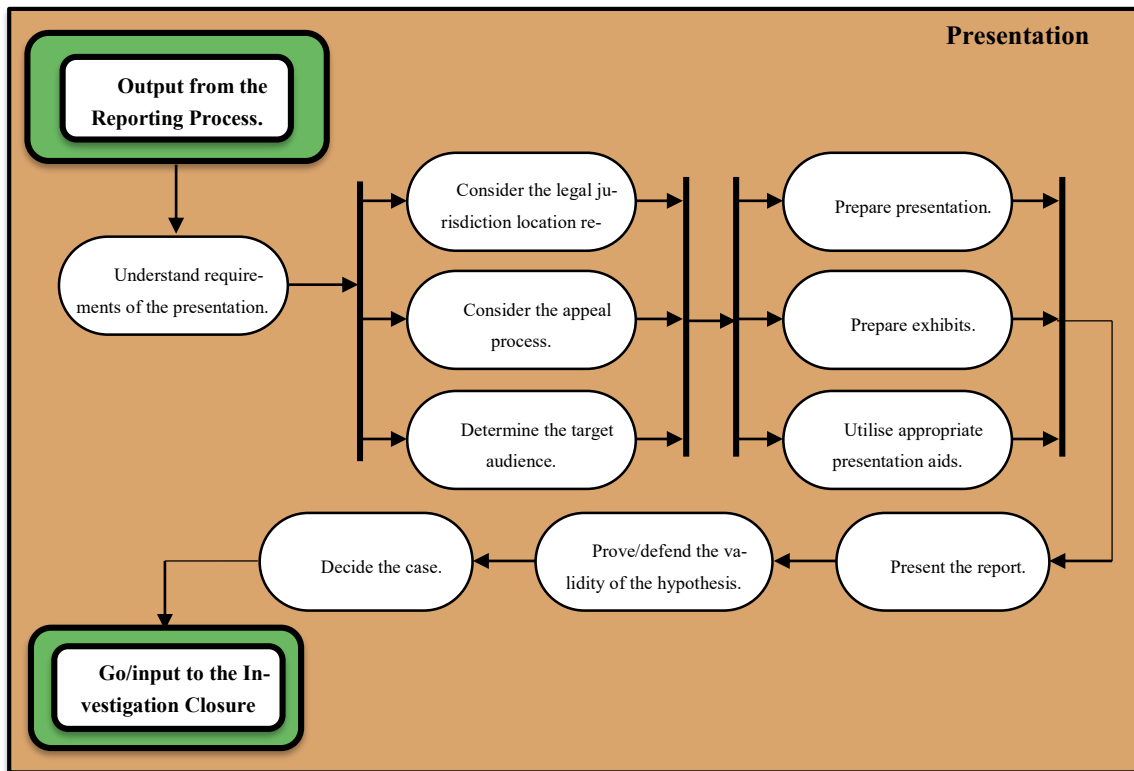 Presentation
Output from the
Reporting Process.
Understand require-
ments of the presentation.
Consider the legal ju-
risdiction location re-
Consider the appeal
process.
Determine the target
audience.
Prepare presentation.
Prepare exhibits.
Utilise appropriate
presentation aids.
Present the report.
Prove/defend the va-
lidity of the hypothesis.
Decide the case.
Go/input to the In-
vestigation Closure